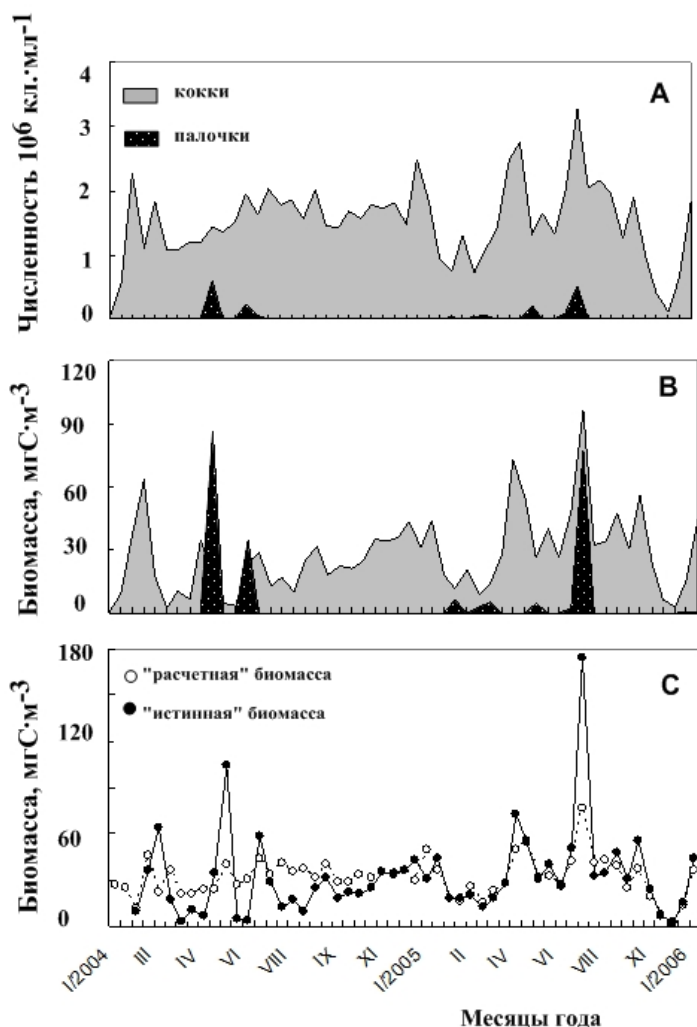 Численность 10⁶ кл.·мл⁻¹
4
3
2
1
0
кокки
палочки
A
Биомасса, мгС·м⁻³
120
90
60
30
0
B
Биомасса, мгС·м⁻³
180
120
60
0
"расчетная" биомасса
"истинная" биомасса
C
I/2004 III IV VI VIII IX XI I/2005 II IV VI VIII XI I/2006
Месяцы года